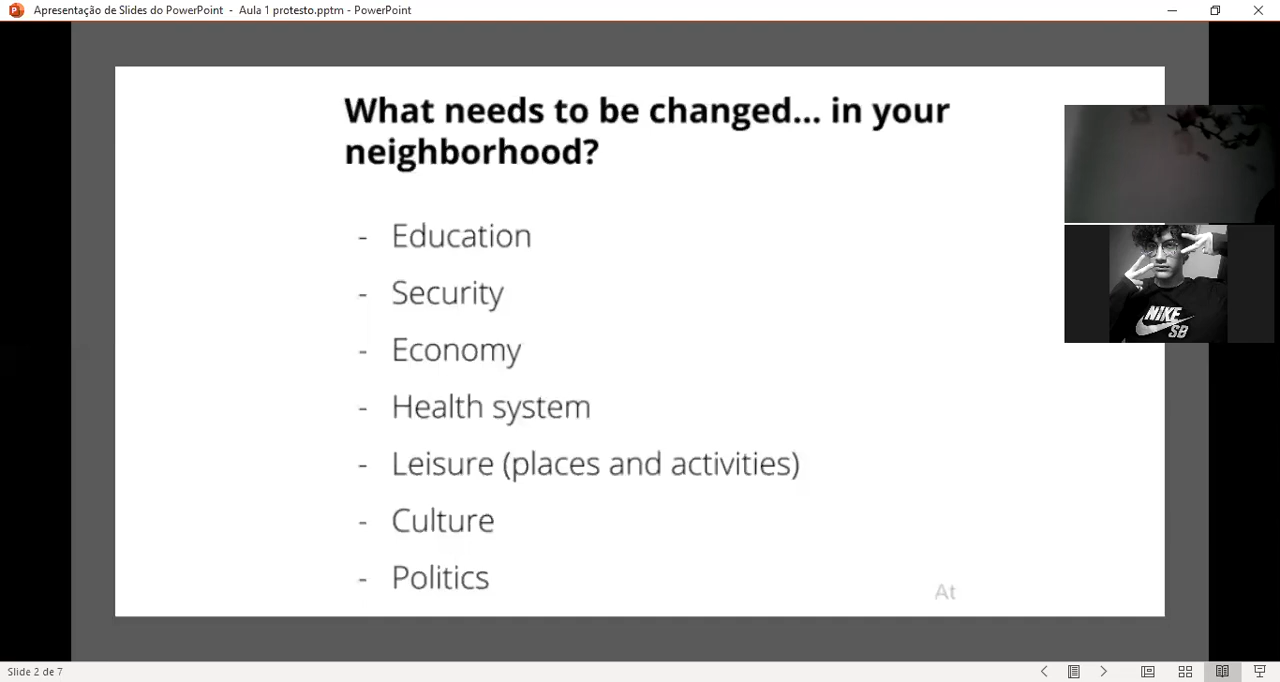 Apresentação de Slides do PowerPoint - Aula 1 protesto.pptm - PowerPoint
What needs to be changed... in your
neighborhood?
- Education
- Security
- Economy
- Health system
- Leisure (places and activities)
- Culture
- Politics
At
NIKE
SB
Slide 2 de 7